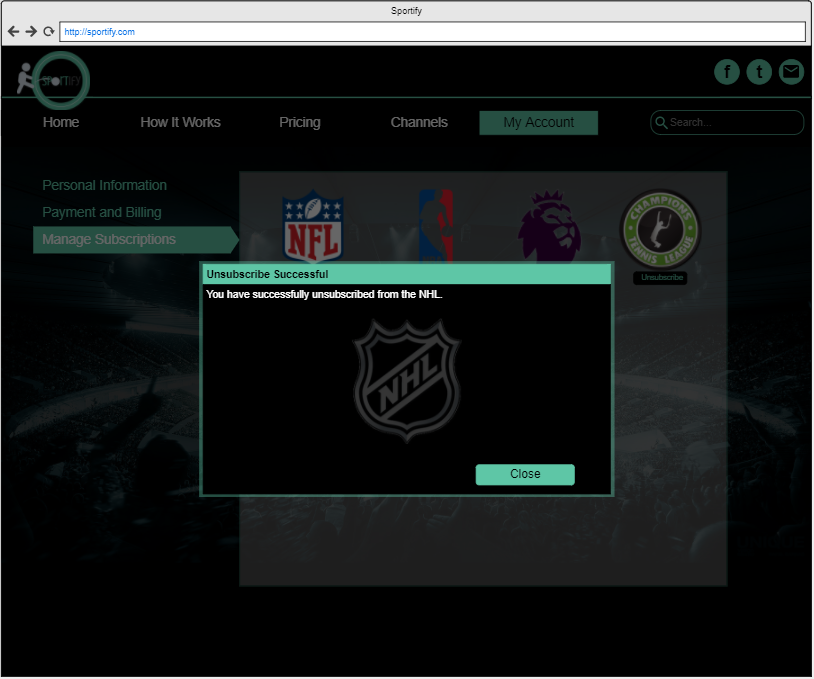 Sportify
http://sportify.com
SPORTIFY
f
t
Home
How It Works
Pricing
Channels
My Account
Search...
Personal Information
Payment and Billing
Manage Subscriptions
NFL
CHAMPIONS
TENNIS LEAGUE
Unsubscribe
Unsubscribe Successful
You have successfully unsubscribed from the NHL.
NHL
Close